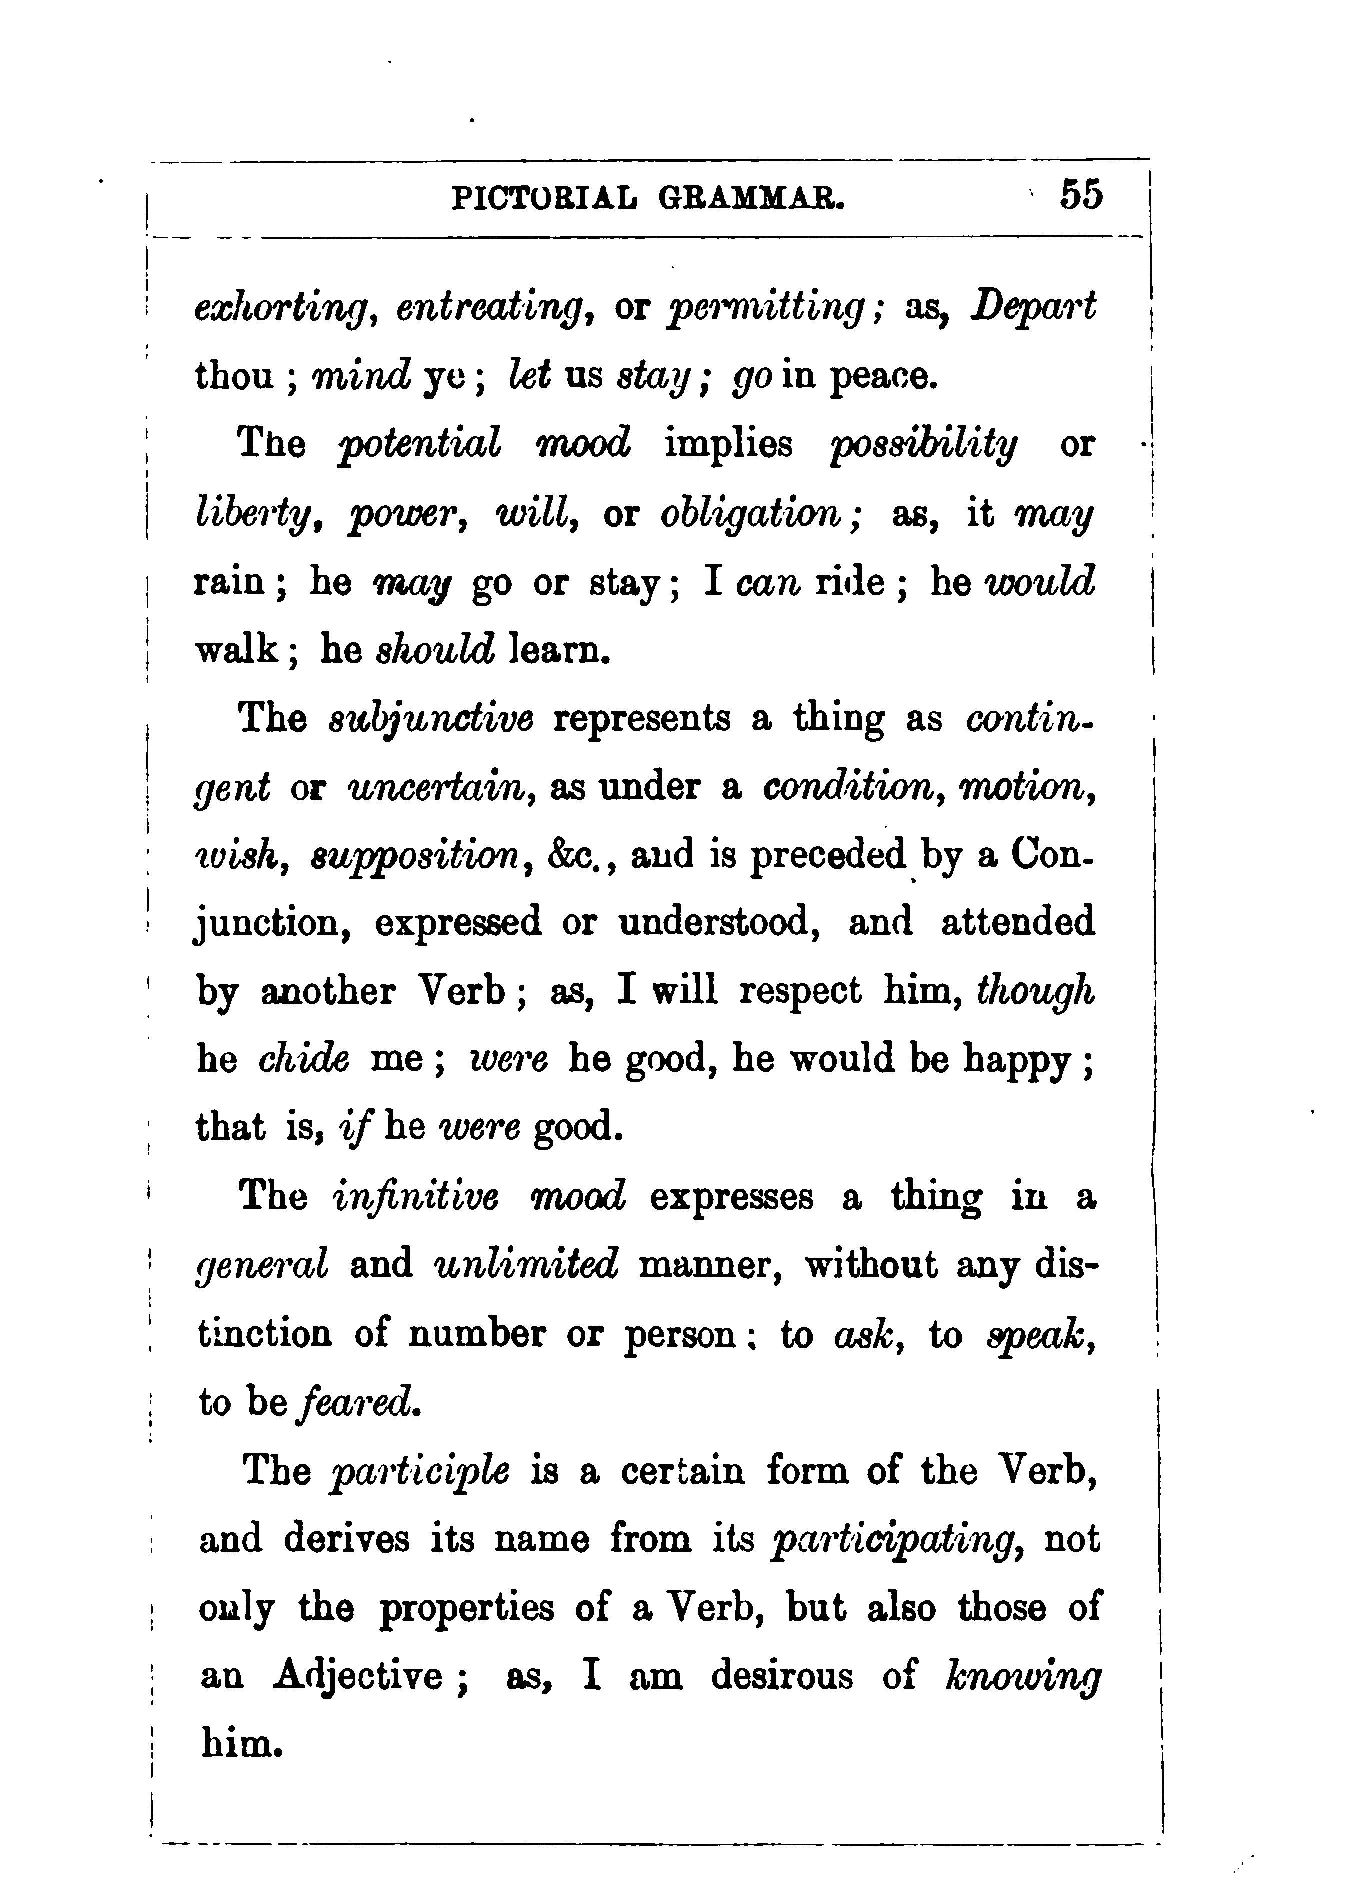 PICTORIAL GRAMMAR. 55
exhorting, entreating, or permitting; as, Depart
thou; mind ye; let us stay; go in peace.
The potential mood implies possibility or
liberty, power, will, or obligation; as, it may
rain; he may go or stay; I can ride; he would
walk; he should learn.
The subjunctive represents a thing as contin-
gent or uncertain, as under a condition, motion,
wish, supposition, &c., and is preceded by a Con-
junction, expressed or understood, and attended
by another Verb; as, I will respect him, though
he chide me; were he good, he would be happy;
that is, if he were good.
The infinitive mood expresses a thing in a
general and unlimited manner, without any dis-
tinction of number or person; to ask, to speak,
to be feared.
The participle is a certain form of the Verb,
and derives its name from its participating, not
only the properties of a Verb, but also those of
an Adjective; as, I am desirous of knowing
him.